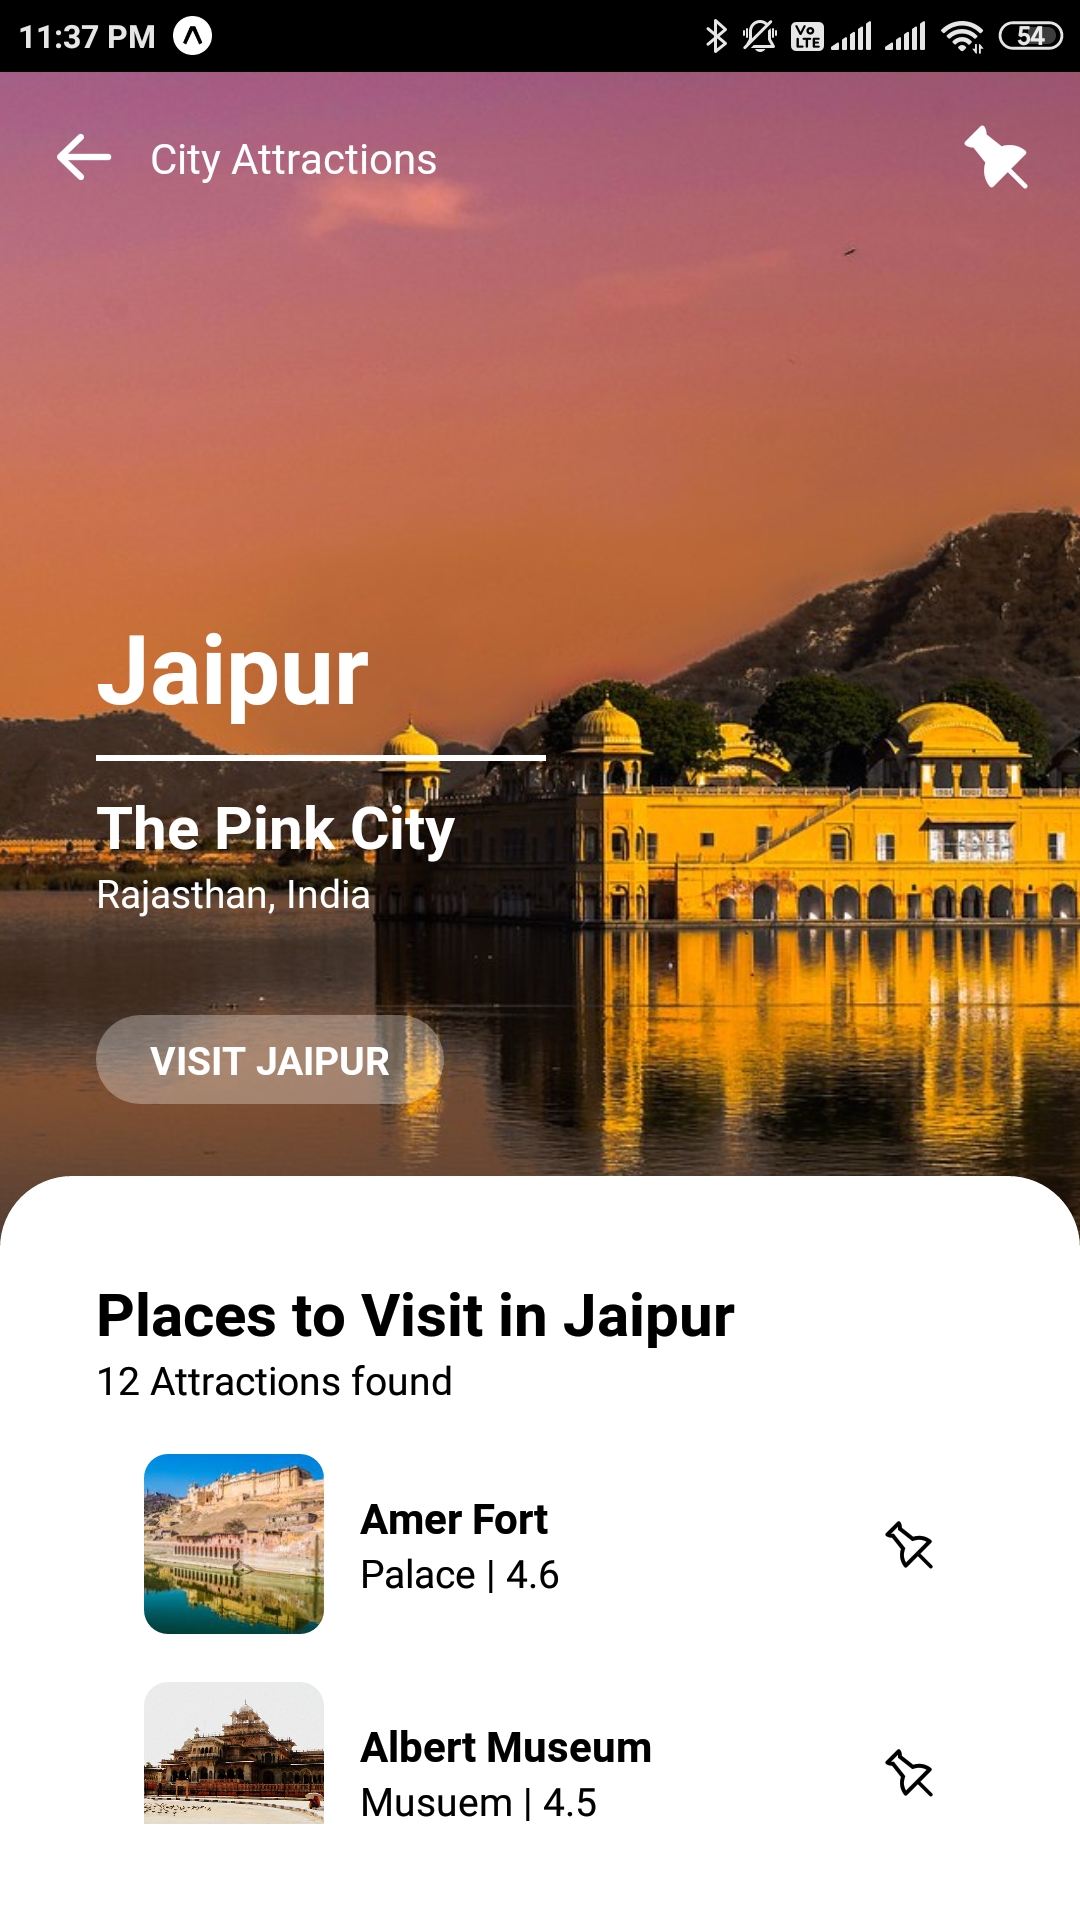 11:37 PM
Vo LTE
54
City Attractions
Jaipur
The Pink City
Rajasthan, India
VISIT JAIPUR
Places to Visit in Jaipur
12 Attractions found
Amer Fort
Palace | 4.6
Albert Museum
Musuem | 4.5